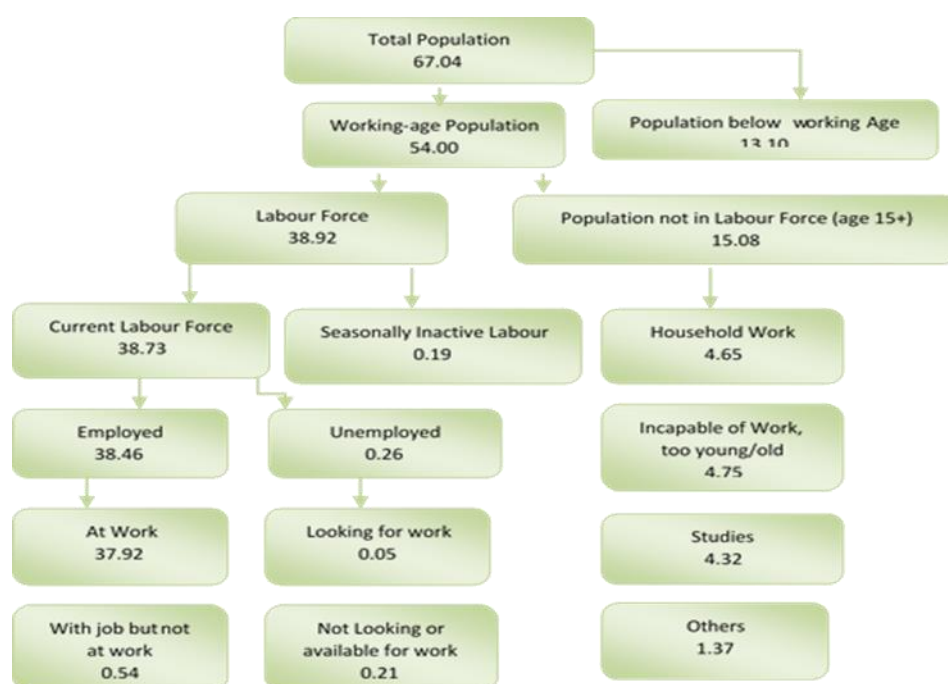 Total Population
67.04
Working-age Population
54.00
Population below working Age
13.10
Labour Force
38.92
Population not in Labour Force (age 15+)
15.08
Current Labour Force
38.73
Seasonally Inactive Labour
0.19
Household Work
4.65
Employed
38.46
Unemployed
0.26
Incapable of Work,
too young/old
4.75
At Work
37.92
Looking for work
0.05
Studies
4.32
With job but not
at work
0.54
Not Looking or
available for work
0.21
Others
1.37